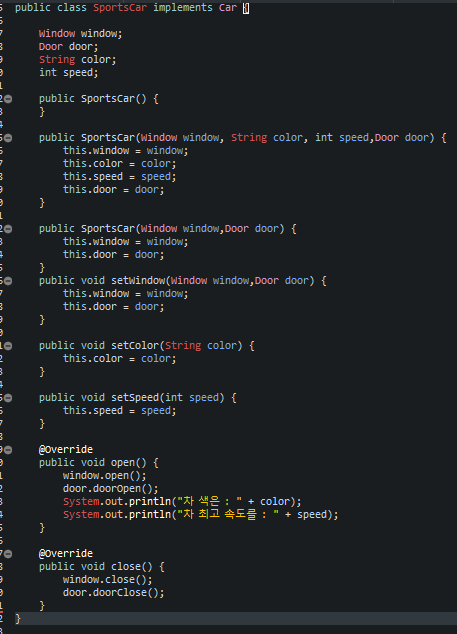 public class SportsCar implements Car {
Window window;
Door door;
String color;
int speed;
public SportsCar() {
}
public SportsCar(Window window, String color, int speed,Door door) {
this.window = window;
this.color = color;
this.speed = speed;
this.door = door;
}
public SportsCar(Window window,Door door) {
this.window = window;
this.door = door;
}
public void setWindow(Window window,Door door) {
this.window = window;
this.door = door;
}
public void setColor(String color) {
this.color = color;
}
public void setSpeed(int speed) {
this.speed = speed;
}
@Override
public void open() {
window.open();
door.doorOpen();
System.out.println("차 색은 : " + color);
System.out.println("차 최고 속도를 : " + speed);
}
@Override
public void close() {
window.close();
door.doorClose();
}
}